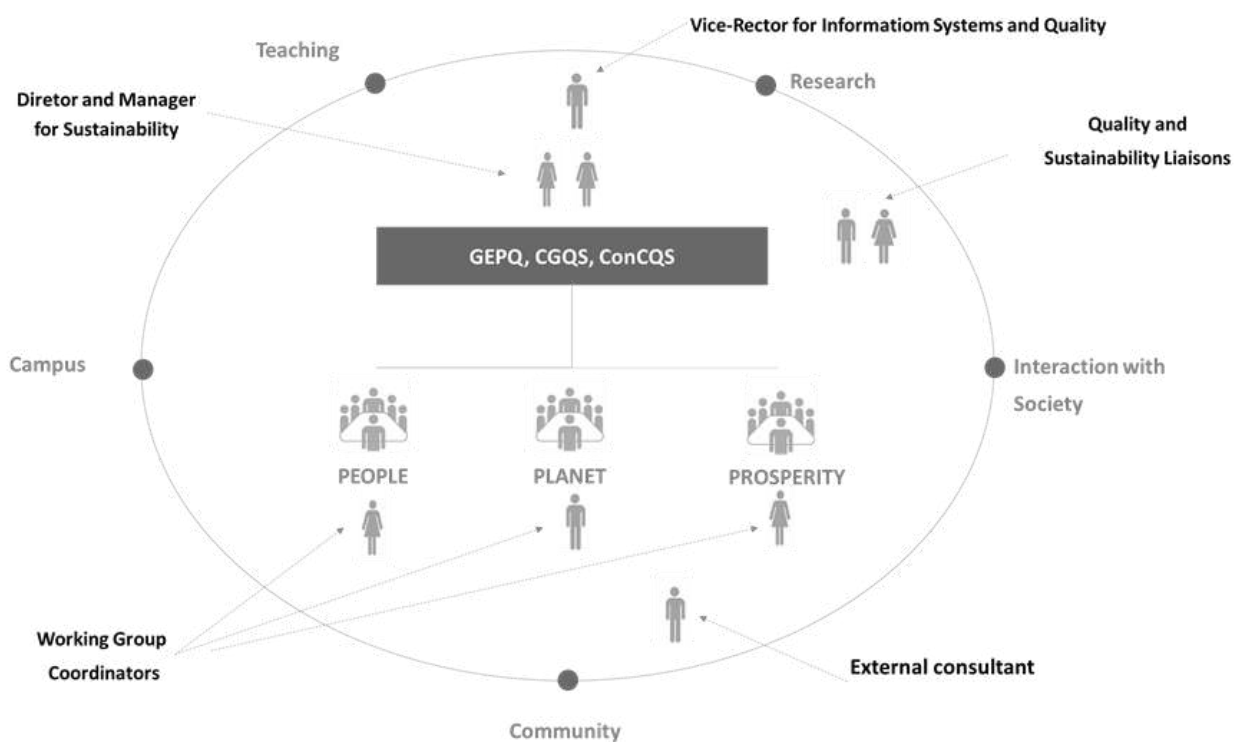 Vice-Rector for Informatiom Systems and Quality
Teaching
Research
Diretor and Manager
for Sustainability
Quality and
Sustainability Liaisons
GEPQ, CGQS, ConCQS
Campus
Interaction with
Society
PEOPLE
PLANET
PROSPERITY
Working Group
Coordinators
External consultant
Community